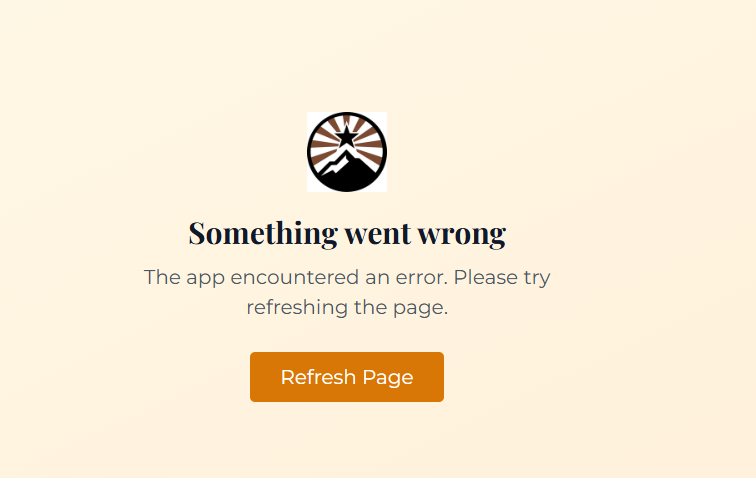 Something went wrong
The app encountered an error. Please try
refreshing the page.
Refresh Page